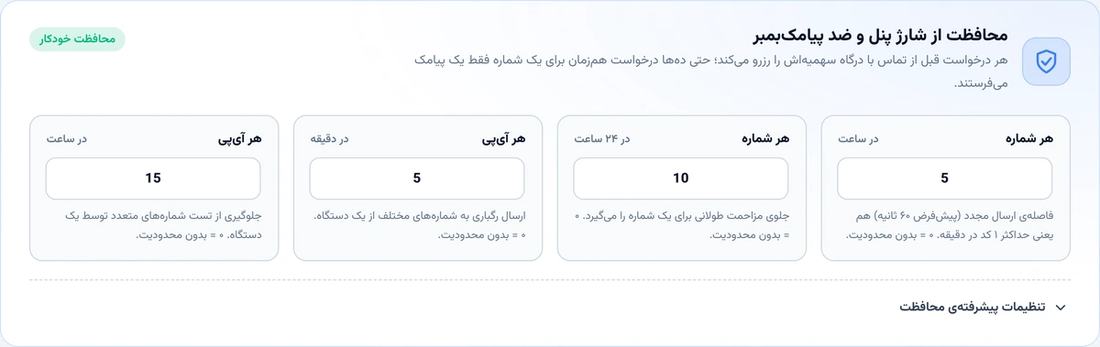 محافظت از شارژ پنل و ضد پیامک‌بمبر
محافظت خودکار
هر درخواست قبل از تماس با درگاه سهمیه‌اش را رزرو می‌کند؛ حتی ده‌ها درخواست هم‌زمان برای یک شماره فقط یک پیامک
می‌فرستند.
هر شماره
در ساعت
5
فاصله‌ی ارسال مجدد (پیش‌فرض ۶۰ ثانیه) هم
یعنی حداکثر ۱ کد در دقیقه. ۰ = بدون محدودیت.
هر شماره
در ۲۴ ساعت
10
جلوی مزاحمت طولانی برای یک شماره را می‌گیرد. ۰
= بدون محدودیت.
هر آی‌پی
در دقیقه
5
ارسال رگباری به شماره‌های مختلف از یک دستگاه.
۰ = بدون محدودیت.
هر آی‌پی
در ساعت
15
جلوگیری از تست شماره‌های متعدد توسط یک
دستگاه. ۰ = بدون محدودیت.
تنظیمات پیشرفته‌ی محافظت